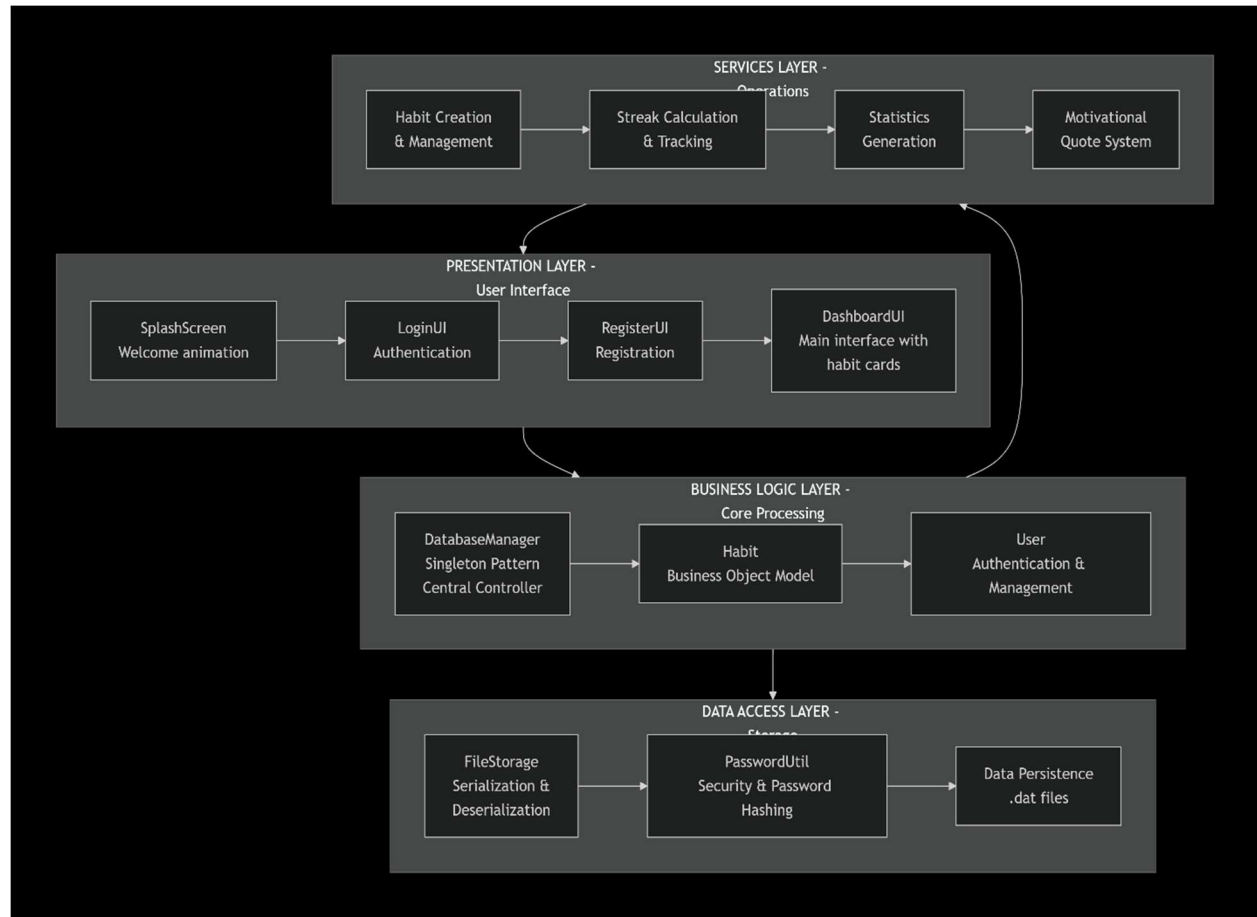 SERVICES LAYER -
Operations
Habit Creation
& Management
Streak Calculation
& Tracking
Statistics
Generation
Motivational
Quote System
PRESENTATION LAYER -
User Interface
SplashScreen
Welcome animation
LoginUI
Authentication
RegisterUI
Registration
DashboardUI
Main interface with
habit cards
BUSINESS LOGIC LAYER -
Core Processing
DatabaseManager
Singleton Pattern
Central Controller
Habit
Business Object Model
User
Authentication &
Management
DATA ACCESS LAYER -
Storage
FileStorage
Serialization &
Deserialization
PasswordUtil
Security & Password
Hashing
Data Persistence
.dat files